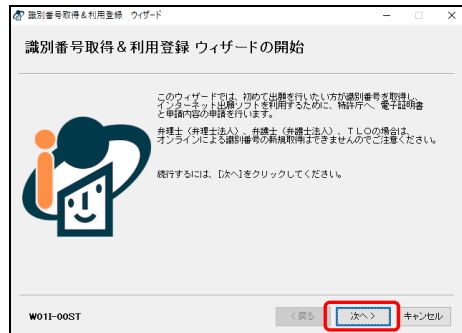 識別番号取得＆利用登録 ウィザード
識別番号取得＆利用登録 ウィザードの開始
このウィザードでは、初めて出願を行いたい方が識別番号を取得し、
インターネット出願ソフトを利用するために、特許庁へ、電子証明書
と申請内容の申請を行います。
弁理士（弁理士法人）、弁護士（弁護士法人）、ＴＬＯの場合は、
オンラインによる識別番号の新規取得はできませんのでご注意ください。
続行するには、[次へ]をクリックしてください。
W01I-00ST
<戻る
次へ>
キャンセル